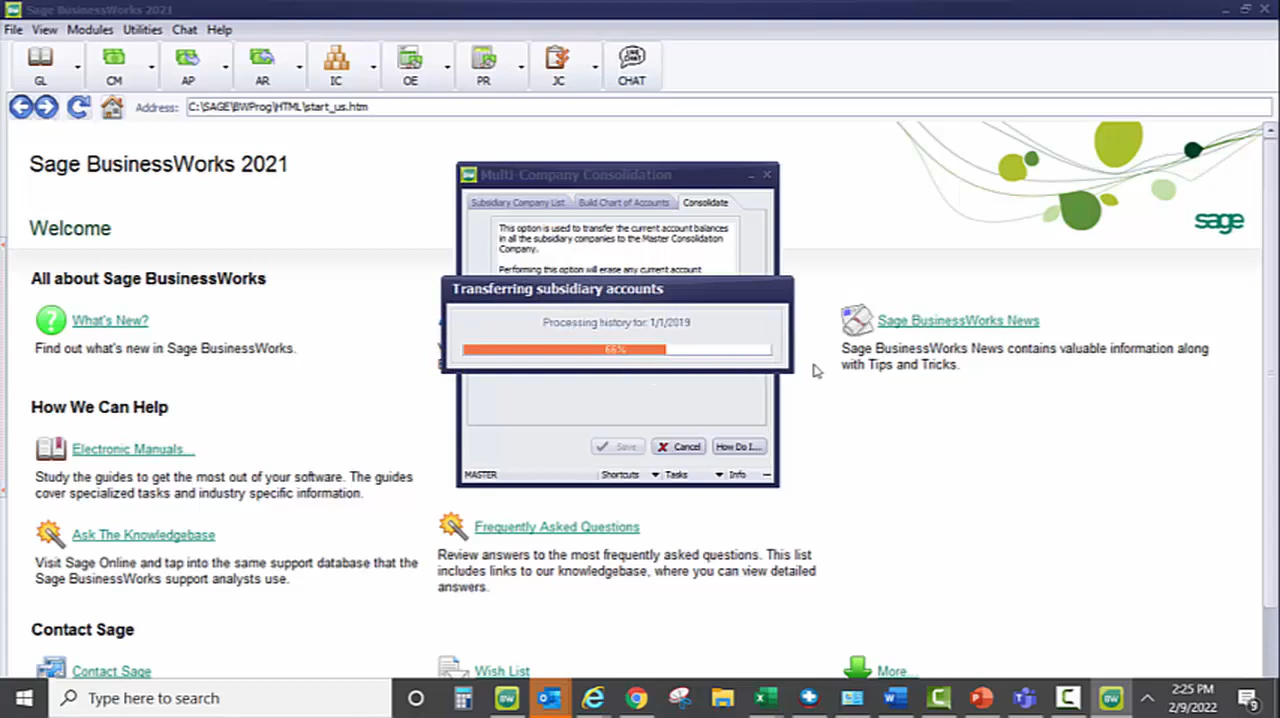 Sage BusinessWorks 2021
File View Modules Utilities Chat Help
GL CM AP AR IC OE PR JC CHAT
Address: C:\SAGE\BWProg\HTML\start_us.htm
Sage BusinessWorks 2021
sage
Welcome
Multi-Company Consolidation
Subsidiary Company List Build Chart of Accounts Consolidate
This option is used to transfer the current account balances
in all the subsidiary companies to the Master Consolidation
Company.
Performing this option will erase any current account
Transferring subsidiary accounts
Processing history for: 1/1/2019
66%
Save Cancel How Do I...
MASTER Shortcuts Tasks Info
All about Sage BusinessWorks
What's New?
Find out what's new in Sage BusinessWorks.
Sage BusinessWorks News
Sage BusinessWorks News contains valuable information along
with Tips and Tricks.
How We Can Help
Electronic Manuals...
Study the guides to get the most out of your software. The guides
cover specialized tasks and industry specific information.
Ask The Knowledgebase
Visit Sage Online and tap into the same support database that the
Sage BusinessWorks support analysts use.
Frequently Asked Questions
Review answers to the most frequently asked questions. This list
includes links to our knowledgebase, where you can view detailed
answers.
Contact Sage
Contact Sage
Wish List
More...
Type here to search
2:25 PM
2/9/2022
9